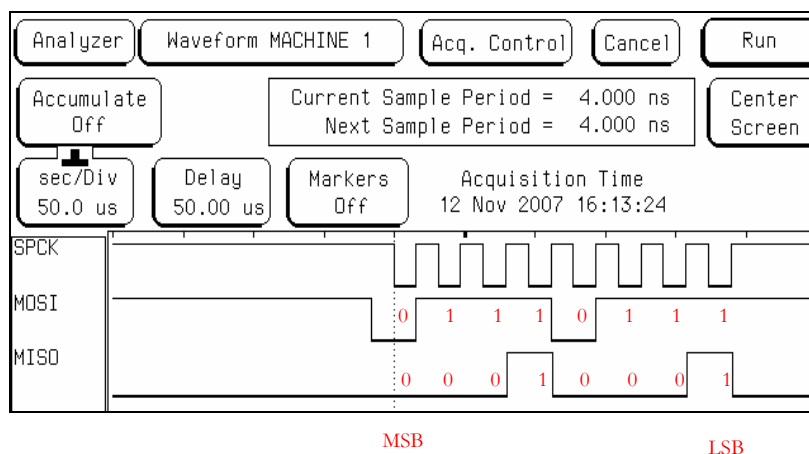 Analyzer Waveform MACHINE 1 Acq. Control Cancel Run
Accumulate
Off
Current Sample Period = 4.000 ns
Next Sample Period = 4.000 ns
Center
Screen
sec/Div
50.0 us
Delay
50.00 us
Markers
Off
Acquisition Time
12 Nov 2007 16:13:24
SPCK
MOSI
0 1 1 1 0 1 1 1
MISO
0 0 0 1 0 0 0 1
MSB LSB